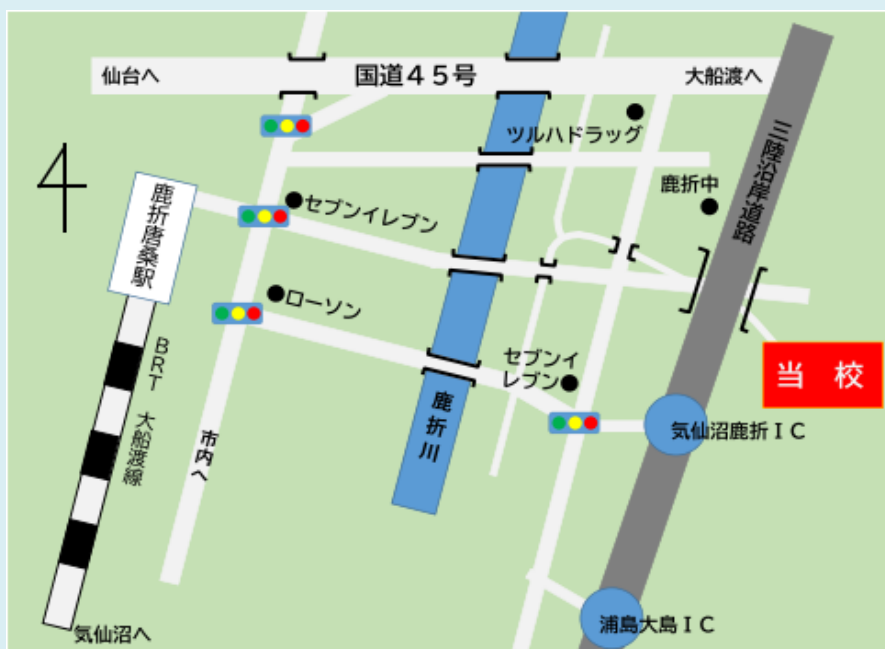 仙台へ
国道４５号
大船渡へ
ツルハドラッグ
三陸沿岸道路
鹿折中
鹿折唐桑駅
セブンイレブン
ローソン
ＢＲＴ　大船渡線
セブンイ
レブン
当　校
鹿折川
市内へ
気仙沼鹿折ＩＣ
浦島大島ＩＣ
気仙沼へ